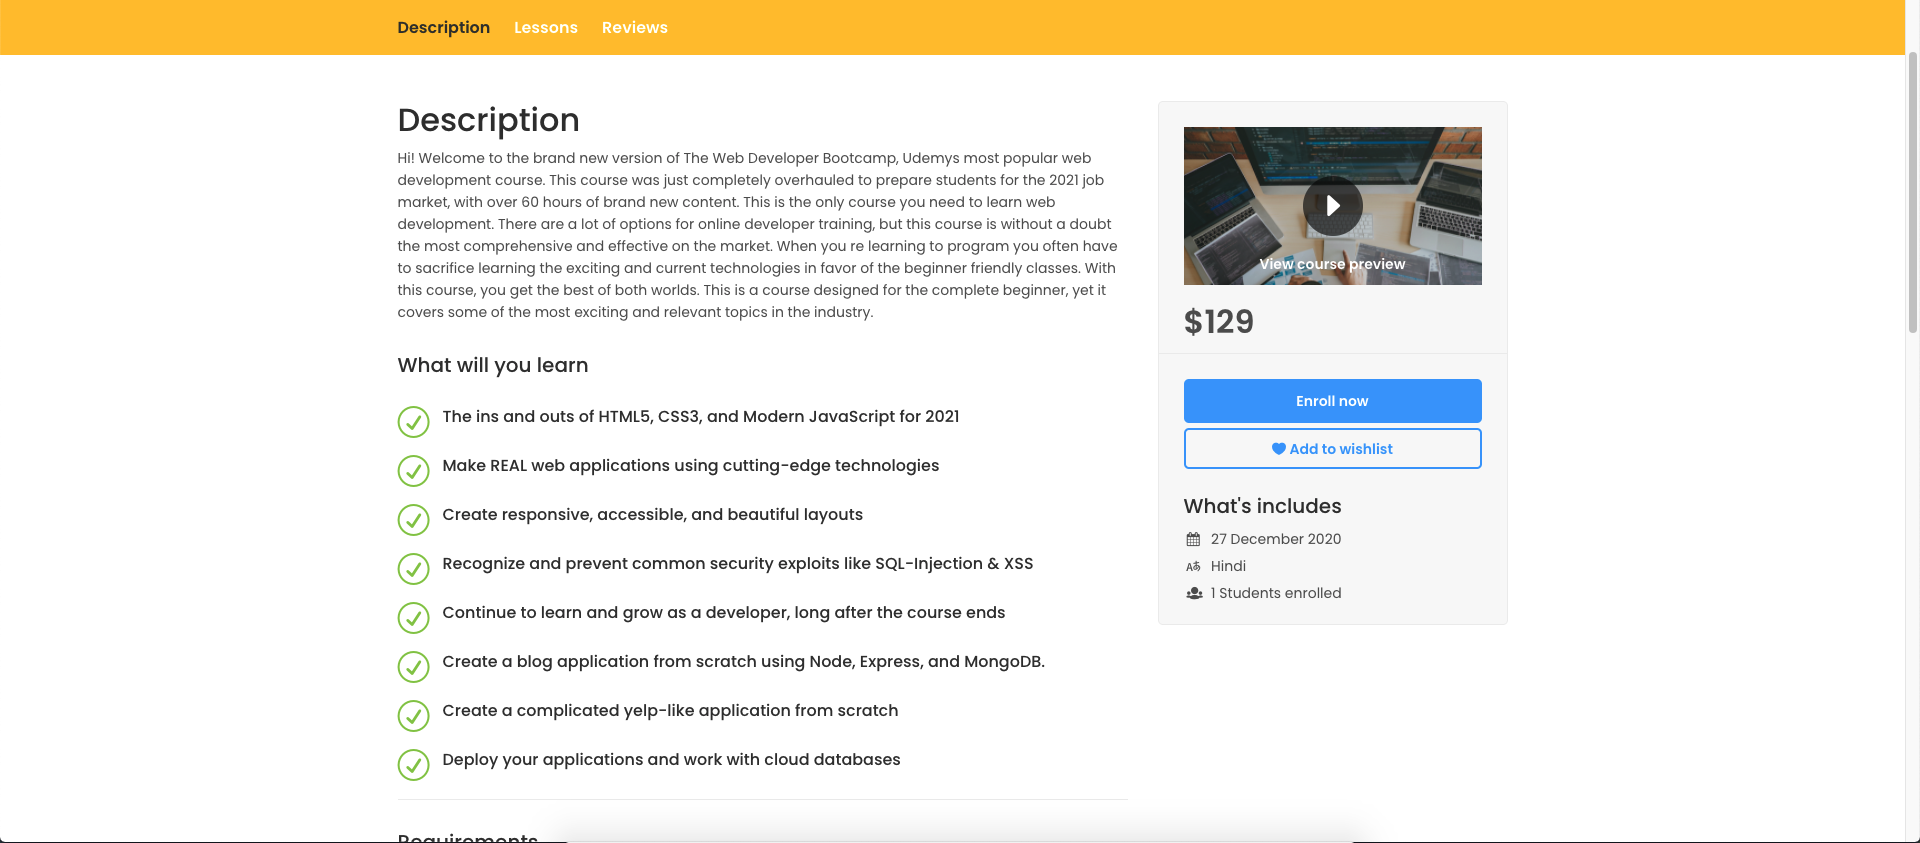 Description Lessons Reviews
Description
Hi! Welcome to the brand new version of The Web Developer Bootcamp, Udemys most popular web
development course. This course was just completely overhauled to prepare students for the 2021 job
market, with over 60 hours of brand new content. This is the only course you need to learn web
development. There are a lot of options for online developer training, but this course is without a doubt
the most comprehensive and effective on the market. When you re learning to program you often have
to sacrifice learning the exciting and current technologies in favor of the beginner friendly classes. With
this course, you get the best of both worlds. This is a course designed for the complete beginner, yet it
covers some of the most exciting and relevant topics in the industry.
What will you learn
The ins and outs of HTML5, CSS3, and Modern JavaScript for 2021
Make REAL web applications using cutting-edge technologies
Create responsive, accessible, and beautiful layouts
Recognize and prevent common security exploits like SQL-Injection & XSS
Continue to learn and grow as a developer, long after the course ends
Create a blog application from scratch using Node, Express, and MongoDB.
Create a complicated yelp-like application from scratch
Deploy your applications and work with cloud databases
Requirements
View course preview
$129
Enroll now
Add to wishlist
What's includes
27 December 2020
Hindi
1 Students enrolled